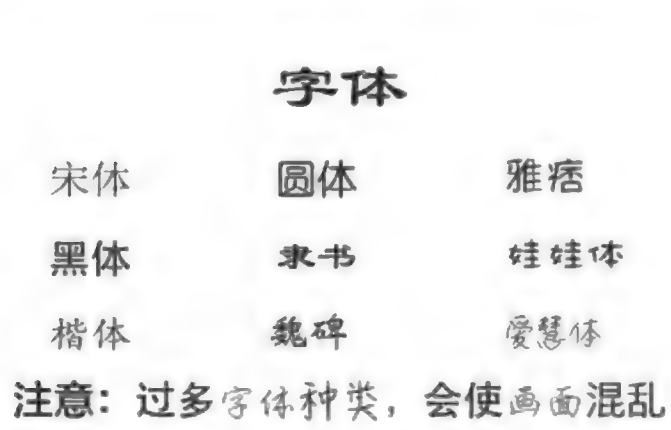 字体
宋体 圆体 雅痞
黑体 隶书 娃娃体
楷体 魏碑 爱慧体
注意：过多字体种类，会使画面混乱